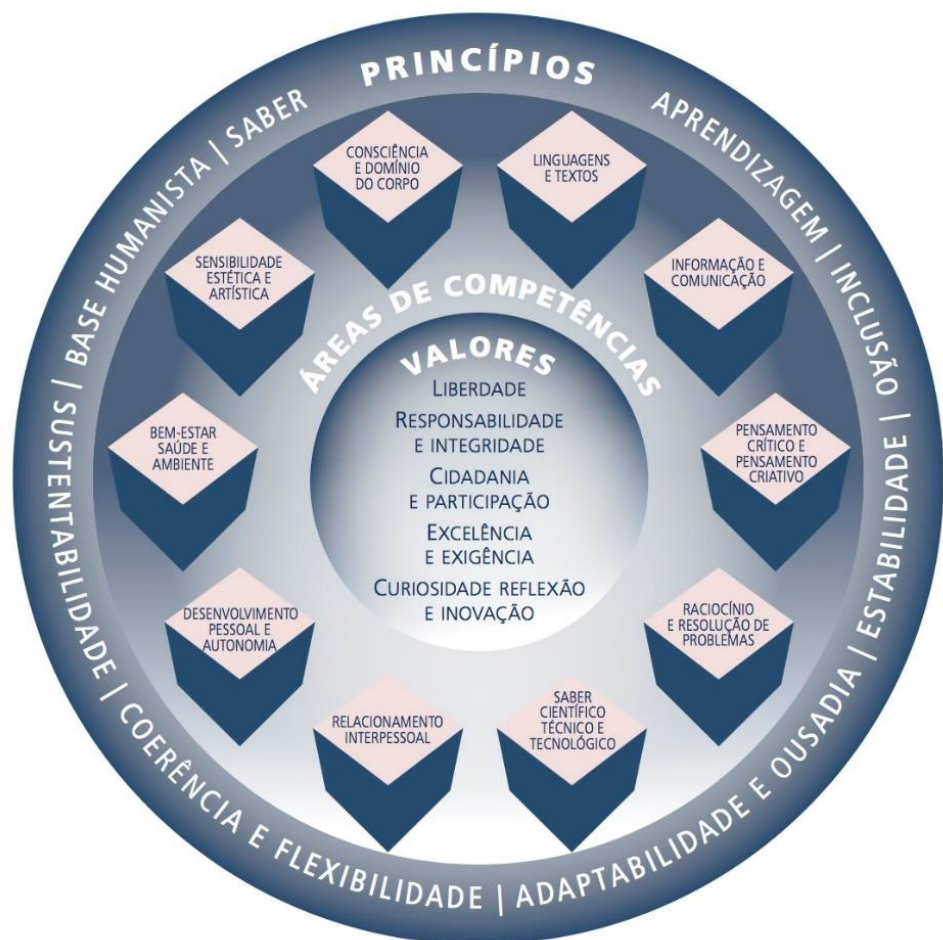 PRINCÍPIOS
APRENDIZAGEM | INCLUSÃO | ESTABILIDADE | ADAPTABILIDADE E OUSADIA | COERÊNCIA E FLEXIBILIDADE | SUSTENTABILIDADE | BASE HUMANISTA | SABER
CONSCIÊNCIA
E DOMÍNIO
DO CORPO
LINGUAGENS
E TEXTOS
SENSIBILIDADE
ESTÉTICA E
ARTÍSTICA
INFORMAÇÃO E
COMUNICAÇÃO
BEM-ESTAR
SAÚDE E
AMBIENTE
PENSAMENTO
CRÍTICO E
PENSAMENTO
CRIATIVO
DESENVOLVIMENTO
PESSOAL E
AUTONOMIA
RACIOCÍNIO
E RESOLUÇÃO DE
PROBLEMAS
RELACIONAMENTO
INTERPESSOAL
SABER
CIENTÍFICO
TÉCNICO E
TECNOLÓGICO
ÁREAS DE COMPETÊNCIAS
VALORES
LIBERDADE
RESPONSABILIDADE
E INTEGRIDADE
CIDADANIA
E PARTICIPAÇÃO
EXCELÊNCIA
E EXIGÊNCIA
CURIOSIDADE REFLEXÃO
E INOVAÇÃO